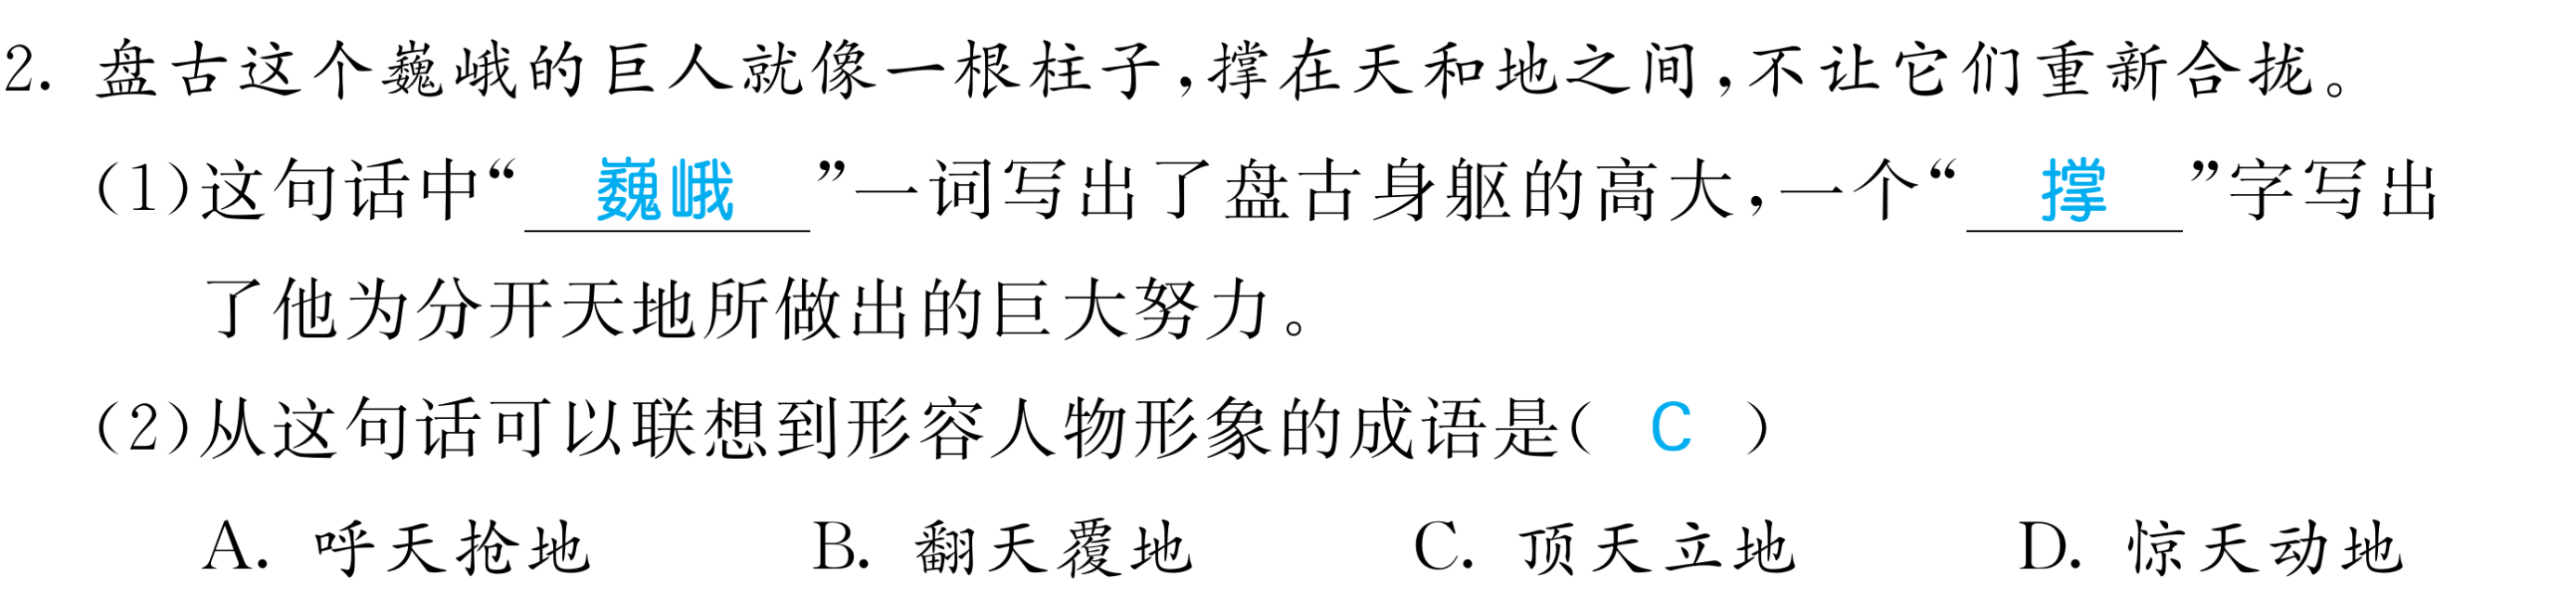 2. 盘古这个巍峨的巨人就像一根柱子,撑在天和地之间,不让它们重新合拢。
(1)这句话中“巍峨”一词写出了盘古身躯的高大,一个“撑”字写出
了他为分开天地所做出的巨大努力。
(2)从这句话可以联想到形容人物形象的成语是( C )
A. 呼天抢地 B. 翻天覆地 C. 顶天立地 D. 惊天动地